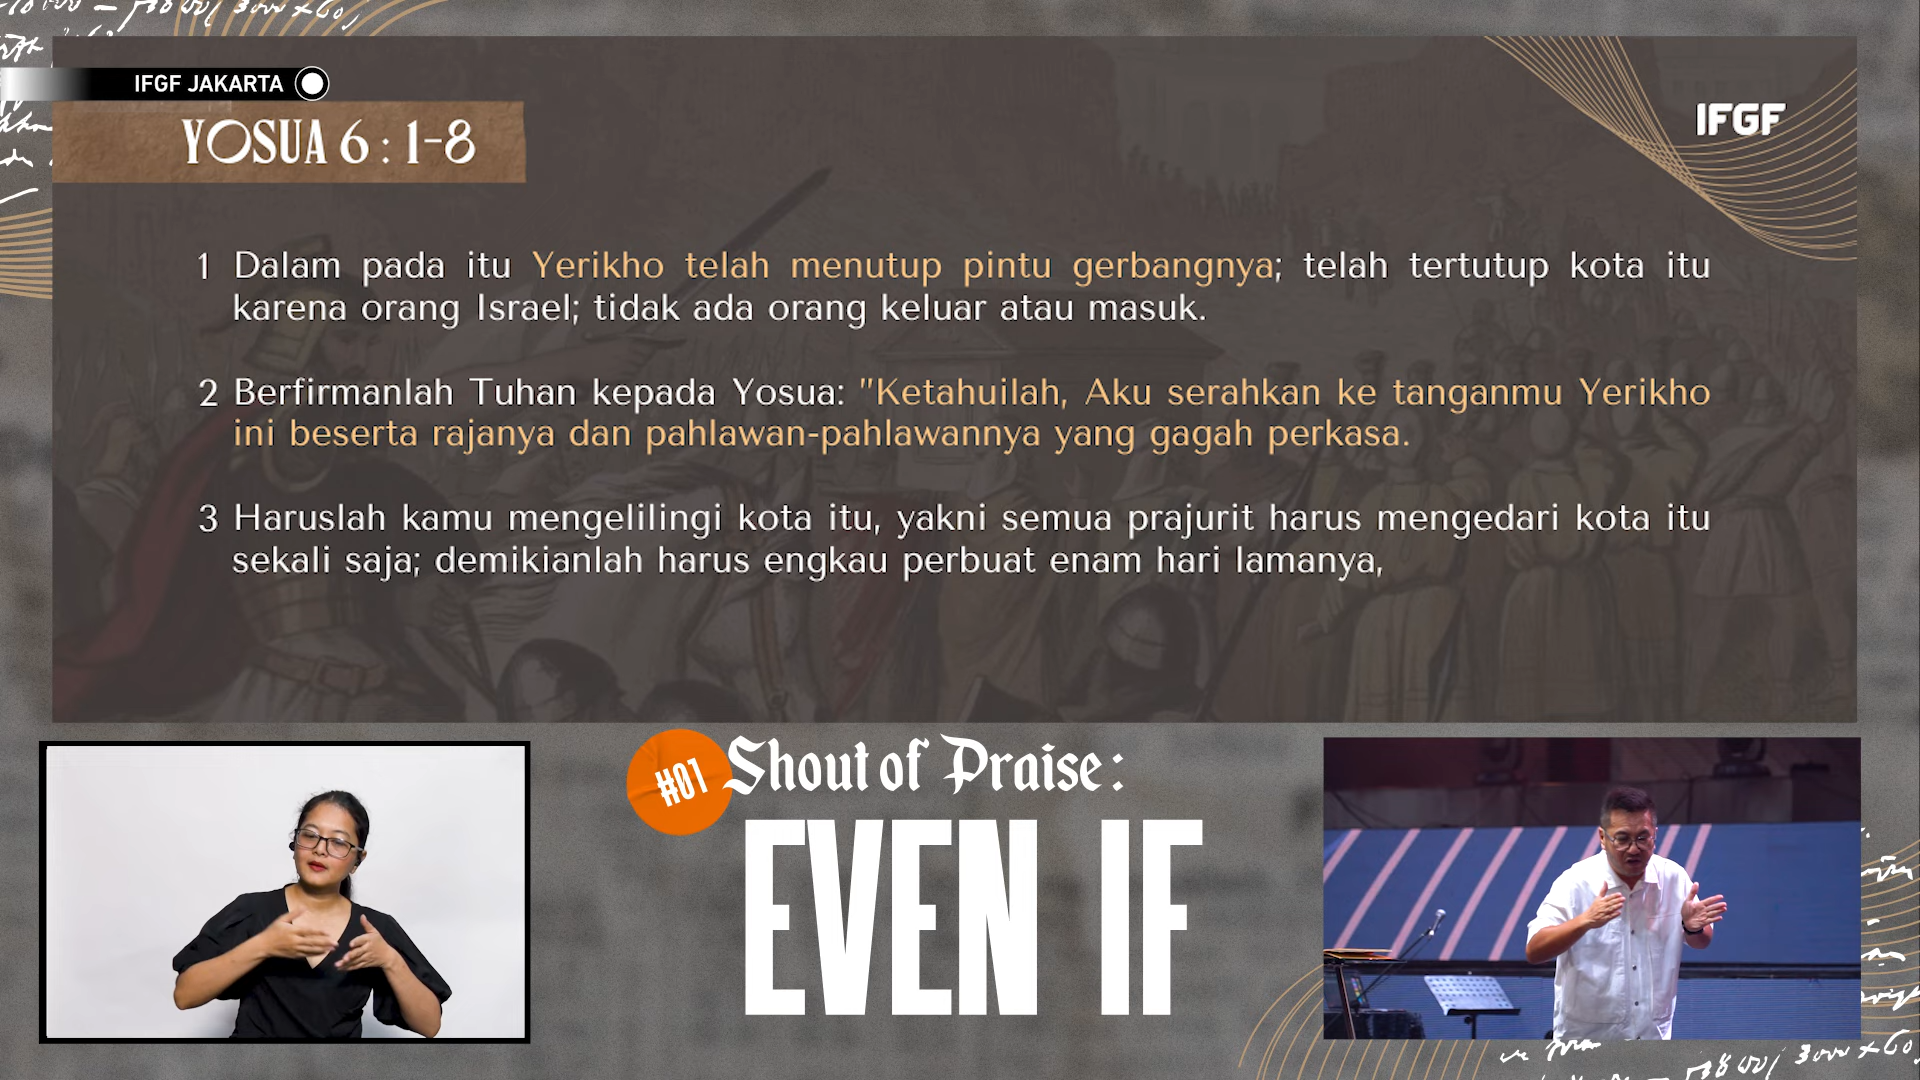 IFGF JAKARTA
YOSUA 6 : 1-8
IFGF
1 Dalam pada itu Yerikho telah menutup pintu gerbangnya; telah tertutup kota itu
karena orang Israel; tidak ada orang keluar atau masuk.
2 Berfirmanlah Tuhan kepada Yosua: "Ketahuilah, Aku serahkan ke tanganmu Yerikho
ini beserta rajanya dan pahlawan-pahlawannya yang gagah perkasa.
3 Haruslah kamu mengelilingi kota itu, yakni semua prajurit harus mengedari kota itu
sekali saja; demikianlah harus engkau perbuat enam hari lamanya,
#01
Shout of Praise:
EVEN IF